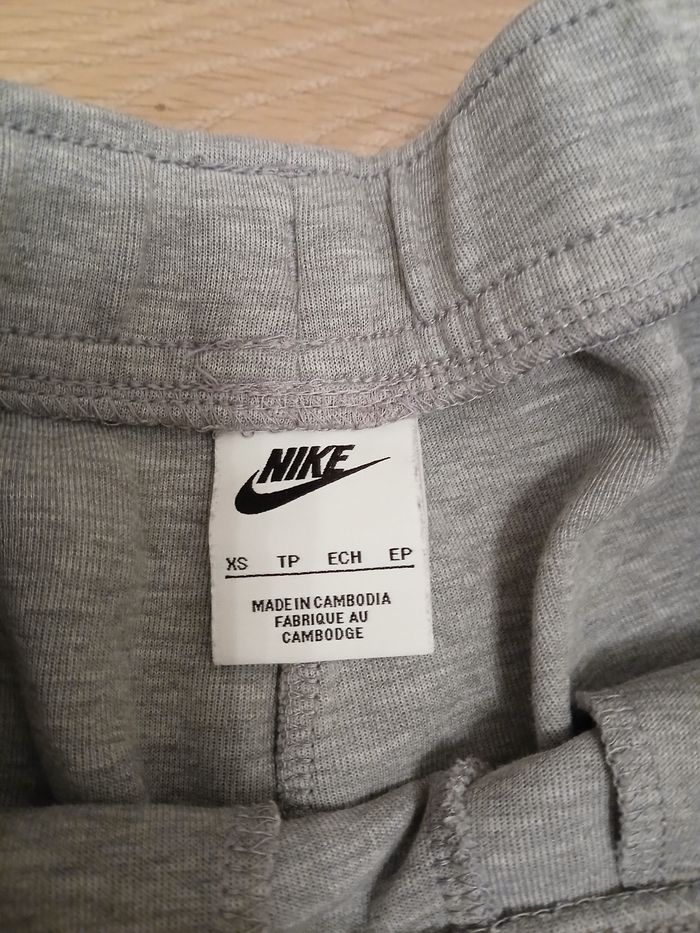 NIKE
XS TP ECH EP
MADE IN CAMBODIA
FABRIQUE AU
CAMBODGE